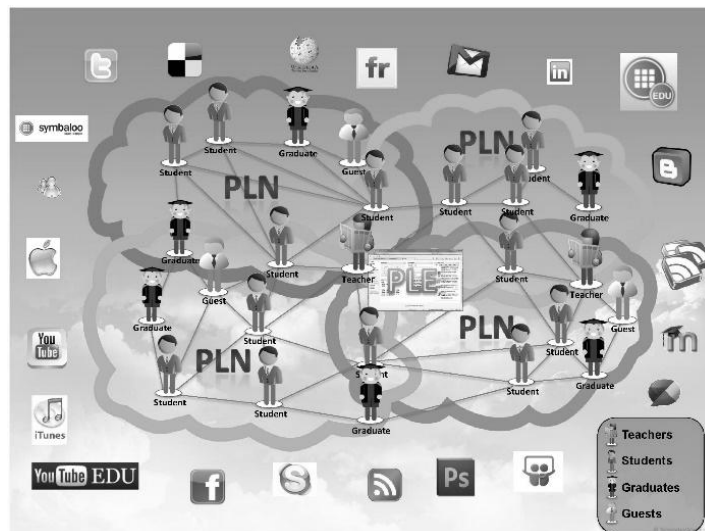 fr
in
EDU
symbaloo
Student
Student
Graduate
Guest
PLN
PLN
Student
Student
Student
Student
Graduate
B
Graduate
Student
Teacher
PLE
Student
Teacher
Guest
Graduate
Student
Student
Guest
m
You
Tube
PLN
PLN
Student
Student
Student
Student
Graduate
Graduate
iTunes
You Tube EDU
f
S
Ps
Teachers
Students
Graduates
Guests